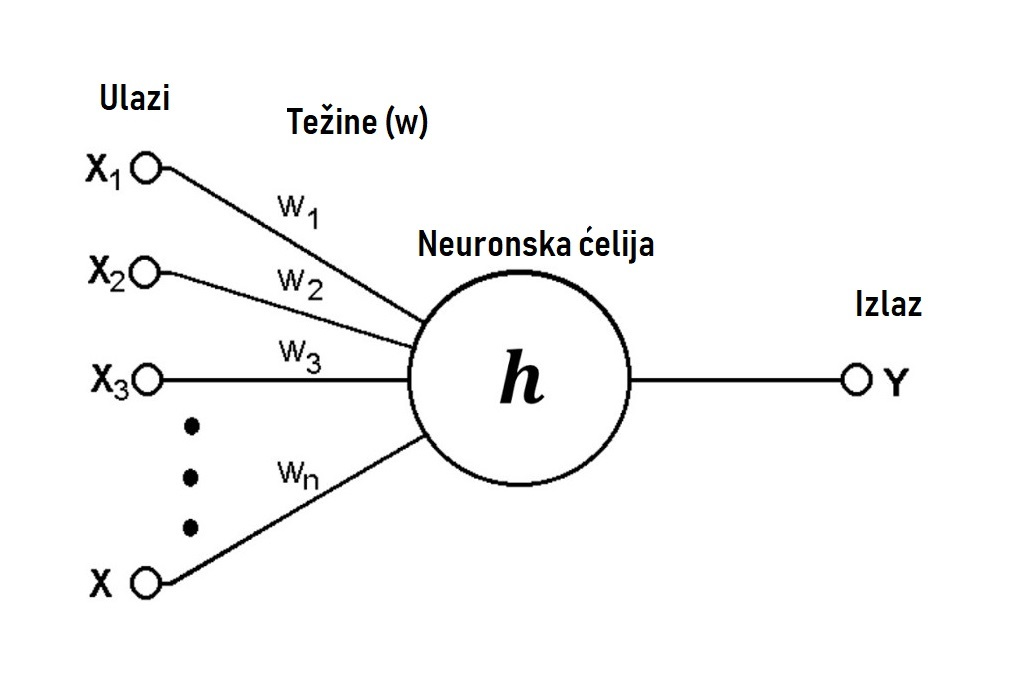 Ulazi
Težine (w)
X1
W1
Neuronska ćelija
X2
W2
Izlaz
X3
W3
h
Y
Wn
X